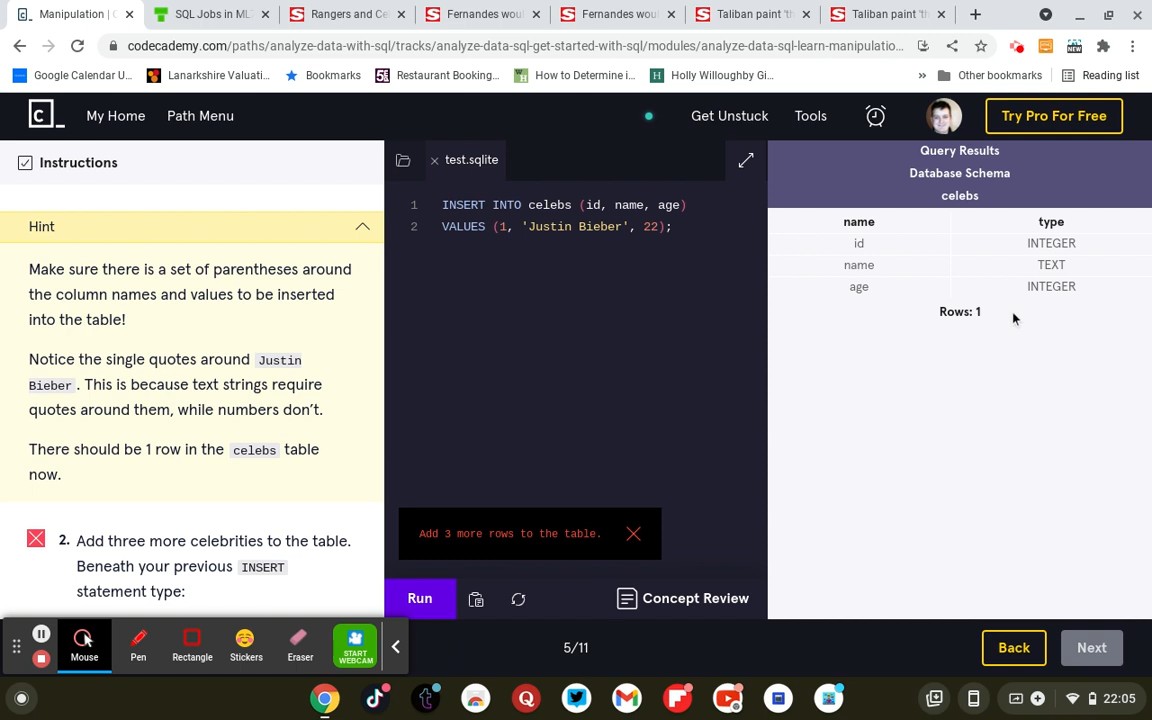 Manipulation | C
SQL Jobs in ML
Rangers and Ce
Fernandes wou
Fernandes wou
Taliban paint 'th
Taliban paint 'th
codecademy.com/paths/analyze-data-with-sql/tracks/analyze-data-sql-get-started-with-sql/modules/analyze-data-sql-learn-manipulatio...
Google Calendar U...
Lanarkshire Valuati...
Bookmarks
Restaurant Booking...
How to Determine i...
Holly Willoughby Gi...
»
Other bookmarks
Reading list
My Home
Path Menu
Get Unstuck
Tools
Try Pro For Free
Instructions
Hint
Make sure there is a set of parentheses around
the column names and values to be inserted
into the table!
Notice the single quotes around Justin
Bieber. This is because text strings require
quotes around them, while numbers don't.
There should be 1 row in the celebs table
now.
2. Add three more celebrities to the table.
Beneath your previous INSERT
statement type:
test.sqlite
1 INSERT INTO celebs (id, name, age)
2 VALUES (1, 'Justin Bieber', 22);
Add 3 more rows to the table.
Run
Concept Review
Query Results
Database Schema
celebs
name type
id INTEGER
name TEXT
age INTEGER
Rows: 1
Mouse
Pen
Rectangle
Stickers
Eraser
START
WEBCAM
5/11
Back
Next
22:05